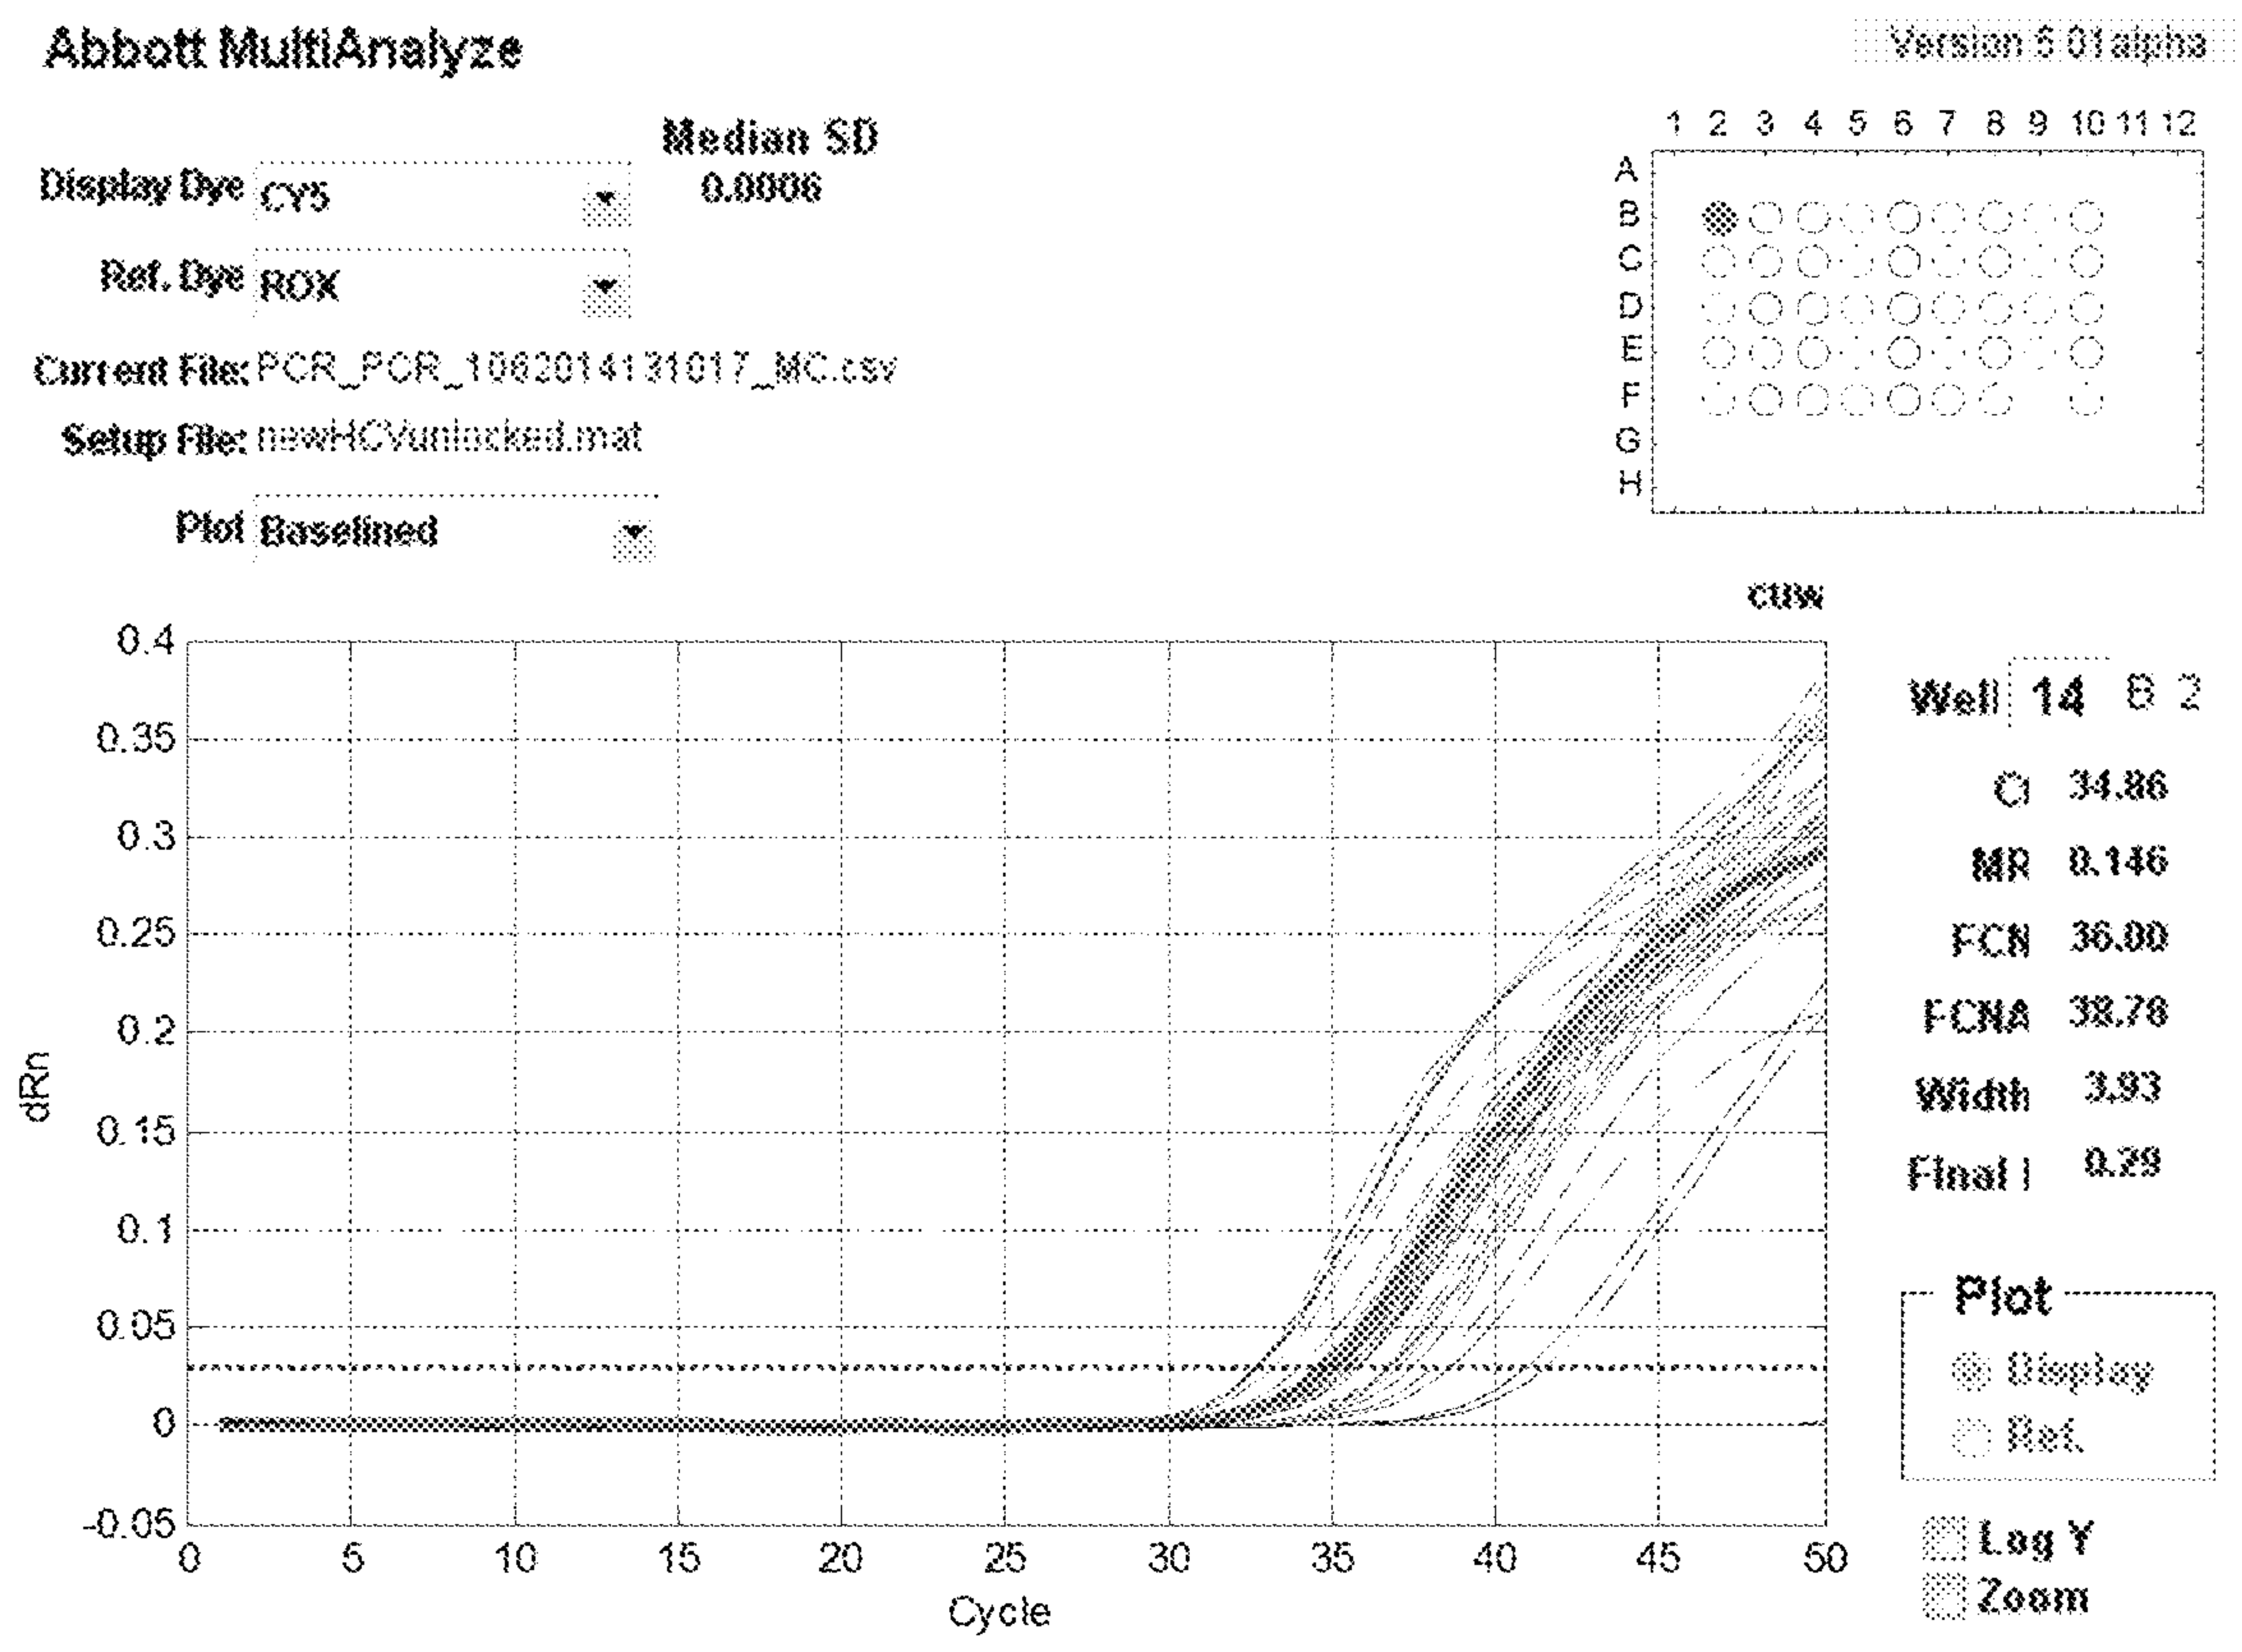 Abbott MultiAnalyze
Version 5 01alpha
Median SD
0.0006
Display Dye CY5
Ref. Dye ROX
Current File: PCR_PCR_1062014131017_MC.csv
Setup File: newHCVunlocked.mat
Plot Baselined
1 2 3 4 5 6 7 8 9 10 11 12
A
B
C
D
E
F
G
H
cuw
0.4
0.35
0.3
0.25
0.2
0.15
0.1
0.05
0
-0.05
dRn
0 5 10 15 20 25 30 35 40 45 50
Cycle
Well 14 B 2
34.86
MR 0.146
FCN 36.00
FCNA 38.78
Width 3.93
Final I 0.29
Plot
Display
Ref.
Log Y
Zoom